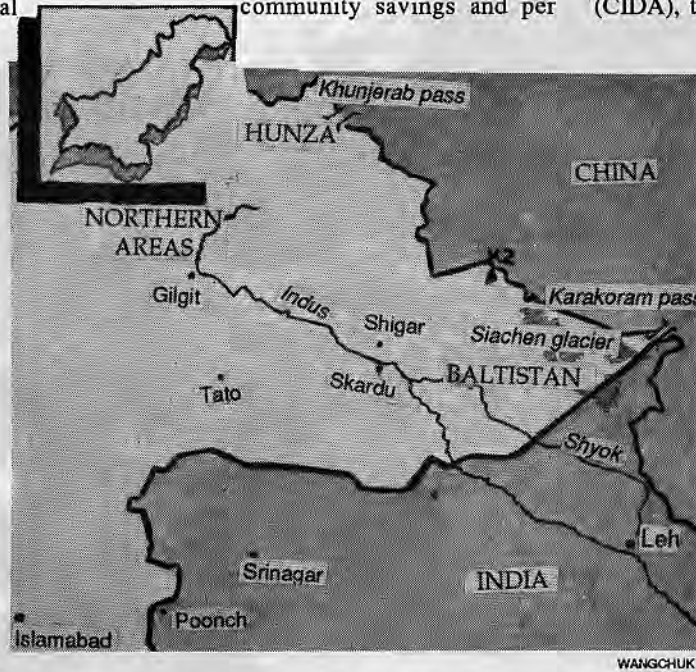 al
community savings and per
(CIDA), t
Khunjerab pass
HUNZA
CHINA
NORTHERN
AREAS
K2
Gilgit
Indus
Karakoram pass
Shigar
Siachen glacier
Skardu
BALTISTAN
Tato
Shyok
Leh
Srinagar
INDIA
Poonch
Islamabad
WANGCHUK